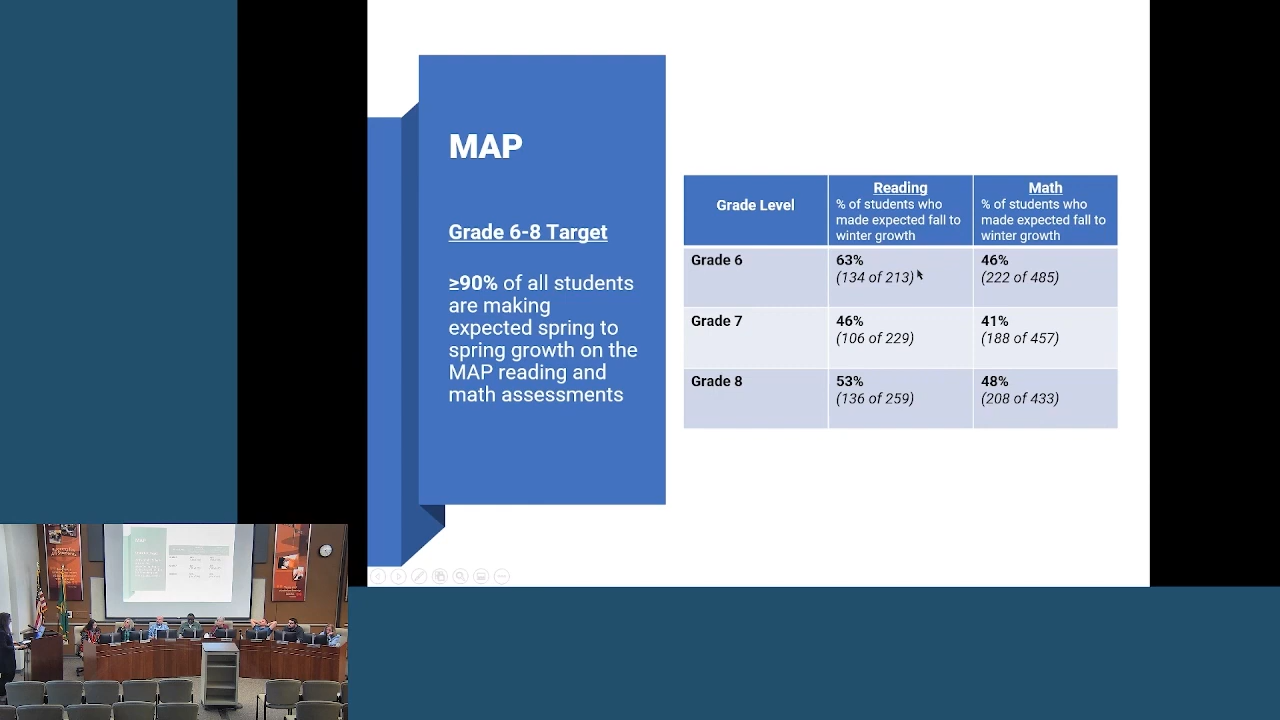 MAP
Grade 6-8 Target
≥90% of all students
are making
expected spring to
spring growth on the
MAP reading and
math assessments
Grade Level
Reading
% of students who
made expected fall to
winter growth
Math
% of students who
made expected fall to
winter growth
Grade 6
63%
(134 of 213)
46%
(222 of 485)
Grade 7
46%
(106 of 229)
41%
(188 of 457)
Grade 8
53%
(136 of 259)
48%
(208 of 433)